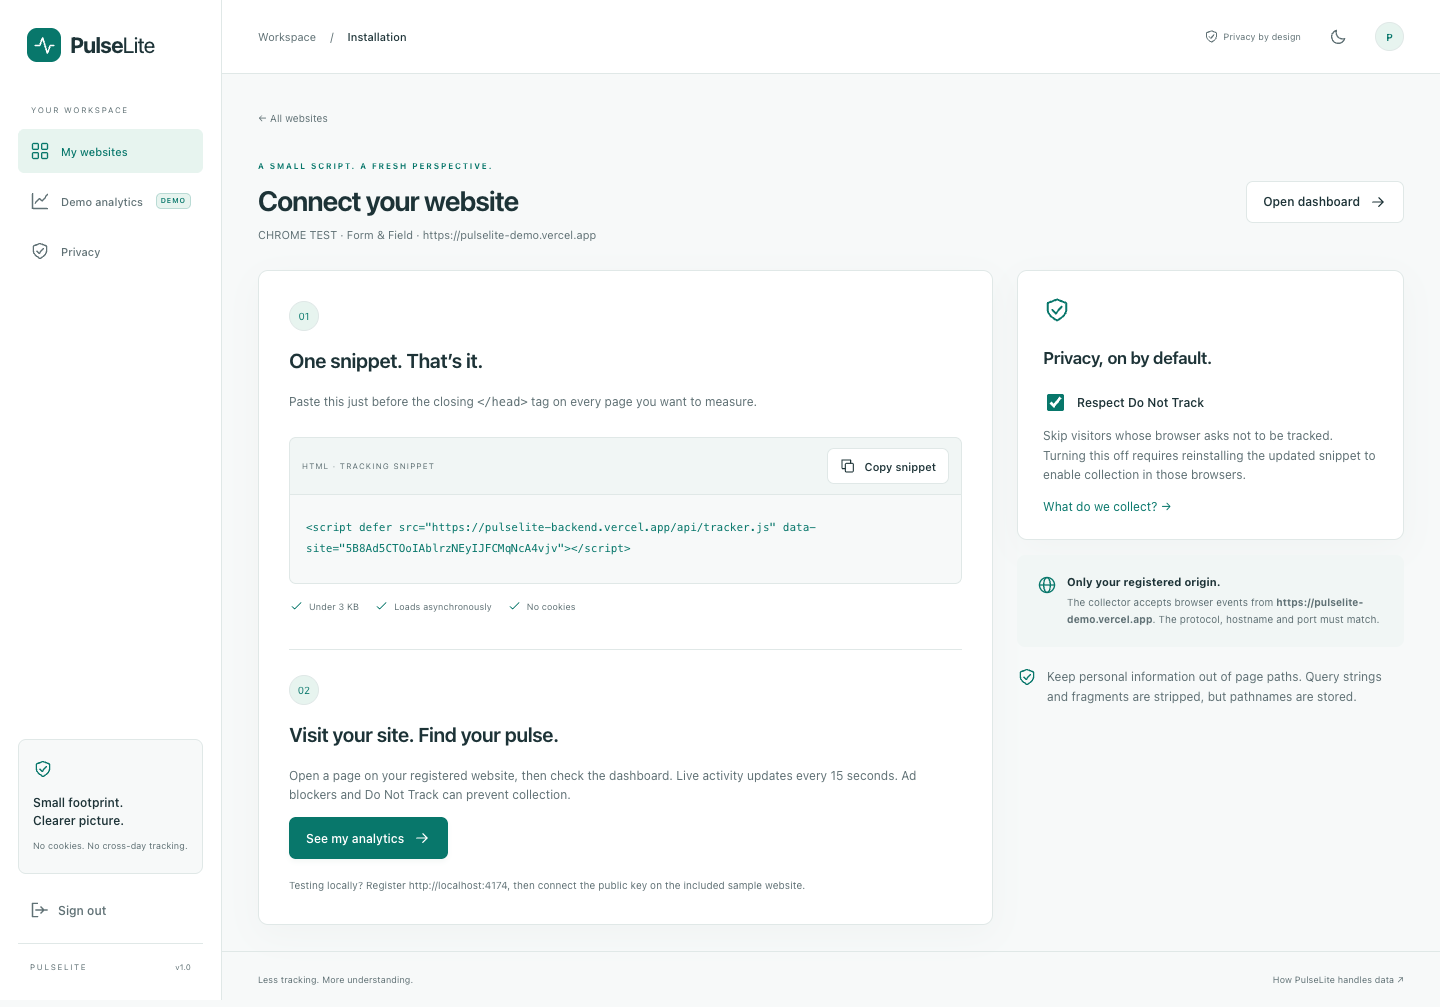 PulseLite
YOUR WORKSPACE
My websites
Demo analytics DEMO
Privacy
Small footprint.
Clearer picture.
No cookies. No cross-day tracking.
Sign out
PULSELITE v1.0
Workspace / Installation
Privacy by design
P
← All websites
A SMALL SCRIPT. A FRESH PERSPECTIVE.
Connect your website
CHROME TEST · Form & Field · https://pulselite-demo.vercel.app
Open dashboard →
01
One snippet. That’s it.
Paste this just before the closing </head> tag on every page you want to measure.
HTML · TRACKING SNIPPET
Copy snippet
<script defer src="https://pulselite-backend.vercel.app/api/tracker.js" data-
site="5B8Ad5CTOoIAblrzNEyIJFCMqNcA4vjv"></script>
Under 3 KB
Loads asynchronously
No cookies
02
Visit your site. Find your pulse.
Open a page on your registered website, then check the dashboard. Live activity updates every 15 seconds. Ad
blockers and Do Not Track can prevent collection.
See my analytics →
Testing locally? Register http://localhost:4174, then connect the public key on the included sample website.
Privacy, on by default.
Respect Do Not Track
Skip visitors whose browser asks not to be tracked.
Turning this off requires reinstalling the updated snippet to
enable collection in those browsers.
What do we collect? →
Only your registered origin.
The collector accepts browser events from https://pulselite-
demo.vercel.app. The protocol, hostname and port must match.
Keep personal information out of page paths. Query strings
and fragments are stripped, but pathnames are stored.
Less tracking. More understanding.
How PulseLite handles data ↗